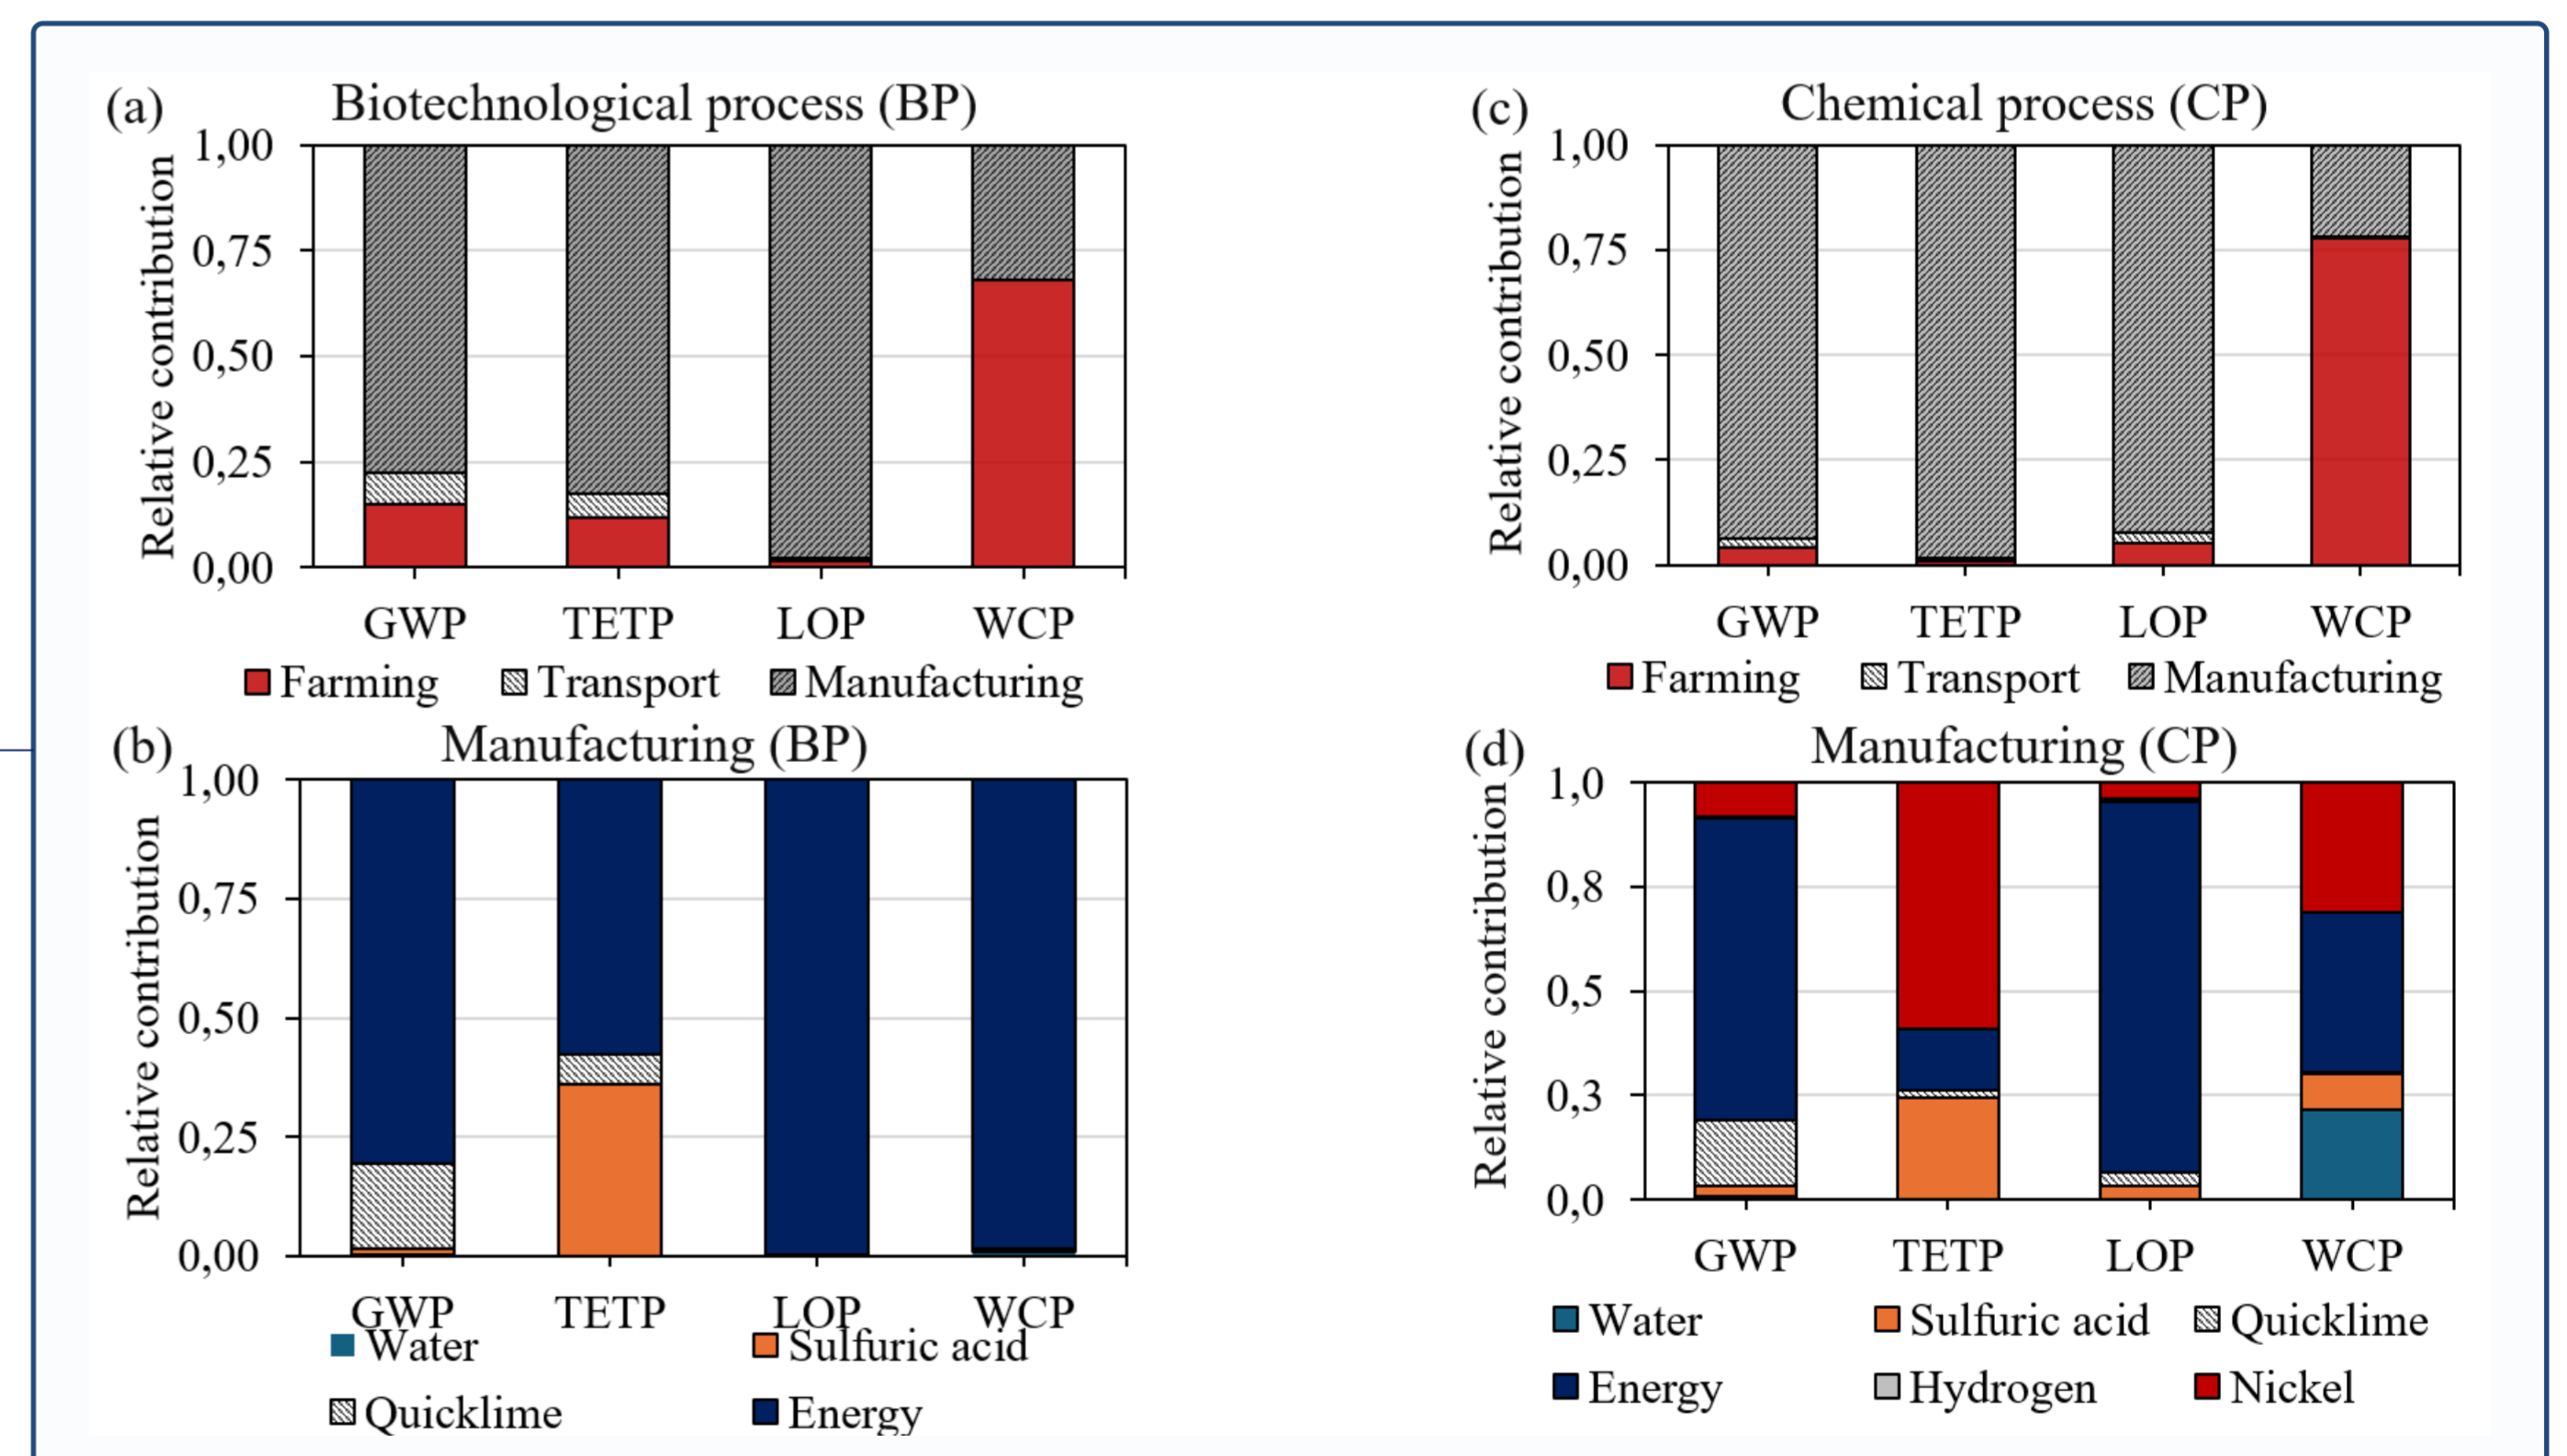 (a) Biotechnological process (BP)
Relative contribution
1,00
0,75
0,50
0,25
0,00
GWP TETP LOP WCP
Farming Transport Manufacturing
(b) Manufacturing (BP)
Relative contribution
1,00
0,75
0,50
0,25
0,00
GWP TETP LOP WCP
Water Sulfuric acid
Quicklime Energy
(c) Chemical process (CP)
Relative contribution
1,00
0,75
0,50
0,25
0,00
GWP TETP LOP WCP
Farming Transport Manufacturing
(d) Manufacturing (CP)
Relative contribution
1,0
0,8
0,5
0,3
0,0
GWP TETP LOP WCP
Water Sulfuric acid Quicklime
Energy Hydrogen Nickel